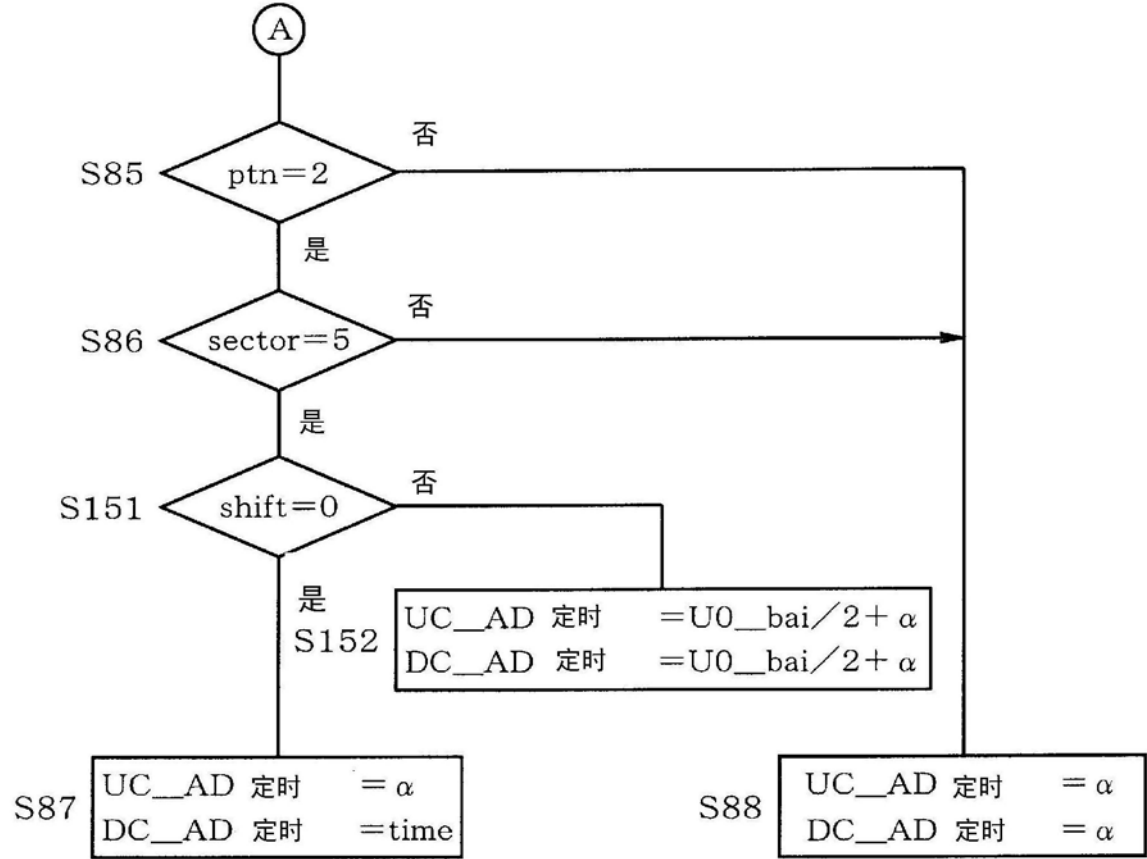 A
否
S85 ptn=2
是
否
S86 sector=5
是
否
S151 shift=0
是
S152
UC__AD 定时 =U0__bai/2+α
DC__AD 定时 =U0__bai/2+α
S87
UC__AD 定时 =α
DC__AD 定时 =time
S88
UC__AD 定时 =α
DC__AD 定时 =α